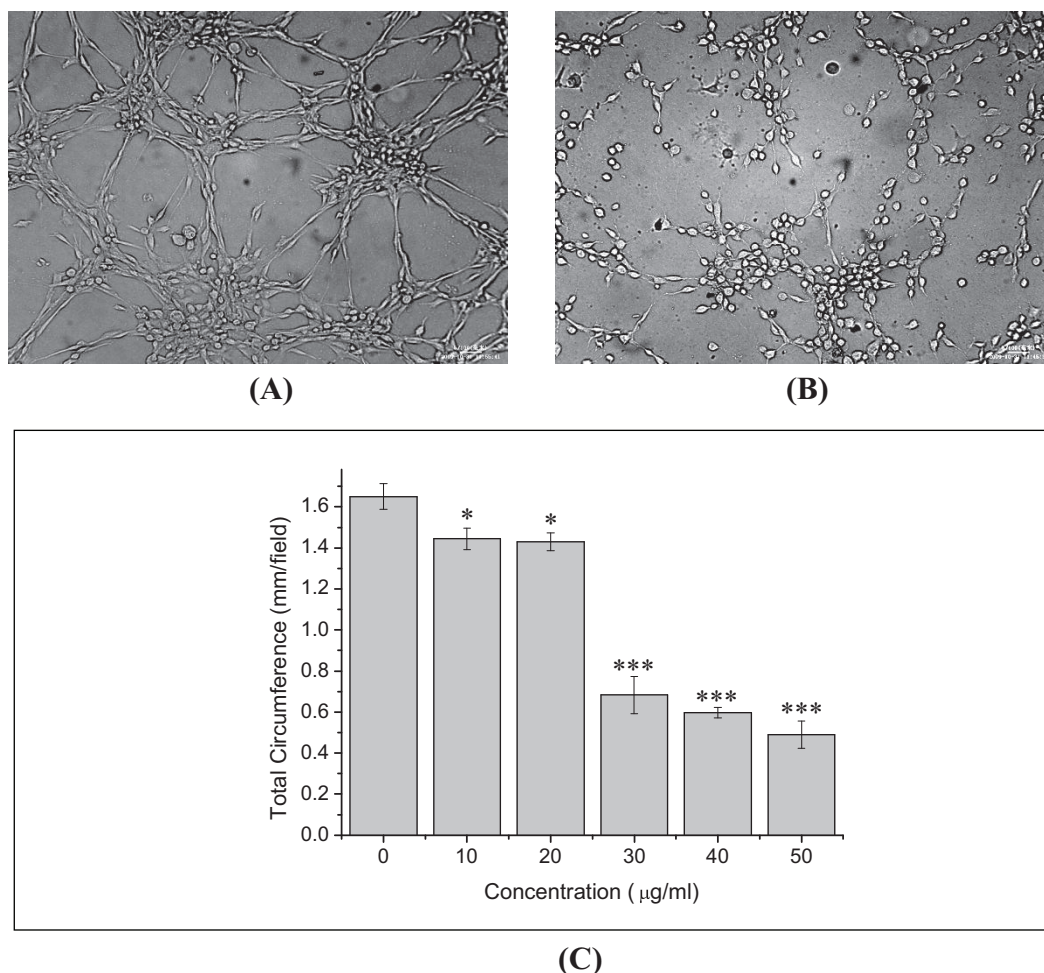 (A)
(B)
Total Circumference (mm/field)
1.6
1.4
1.2
1.0
0.8
0.6
0.4
0.2
0.0
*
*
***
***
***
0 10 20 30 40 50
Concentration ( μg/ml)
(C)